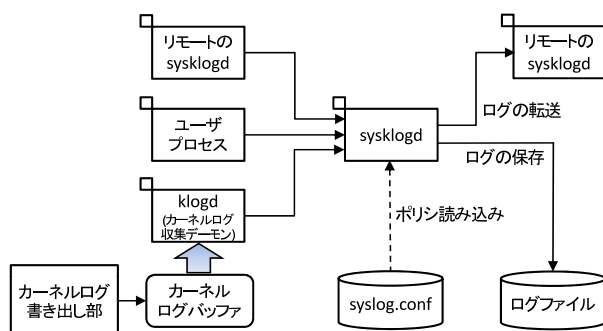 リモートの
sysklogd
リモートの
sysklogd
ログの転送
ユーザ
プロセス
sysklogd
ログの保存
klogd
(カーネルログ
収集デーモン)
ポリシ読み込み
カーネルログ
書き出し部
カーネル
ログバッファ
syslog.conf
ログファイル